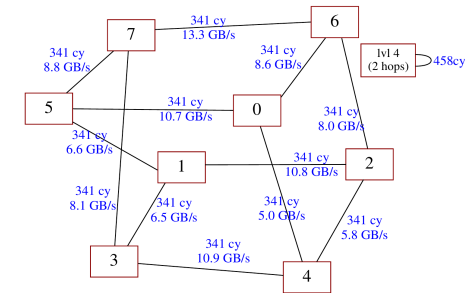 7
341 cy
13.3 GB/s
6
lvl 4
(2 hops)
458cy
341 cy
8.8 GB/s
341 cy
8.6 GB/s
5
341 cy
10.7 GB/s
0
341 cy
8.0 GB/s
341 cy
6.6 GB/s
1
341 cy
10.8 GB/s
2
341 cy
8.1 GB/s
341 cy
6.5 GB/s
341 cy
5.0 GB/s
341 cy
5.8 GB/s
3
341 cy
10.9 GB/s
4